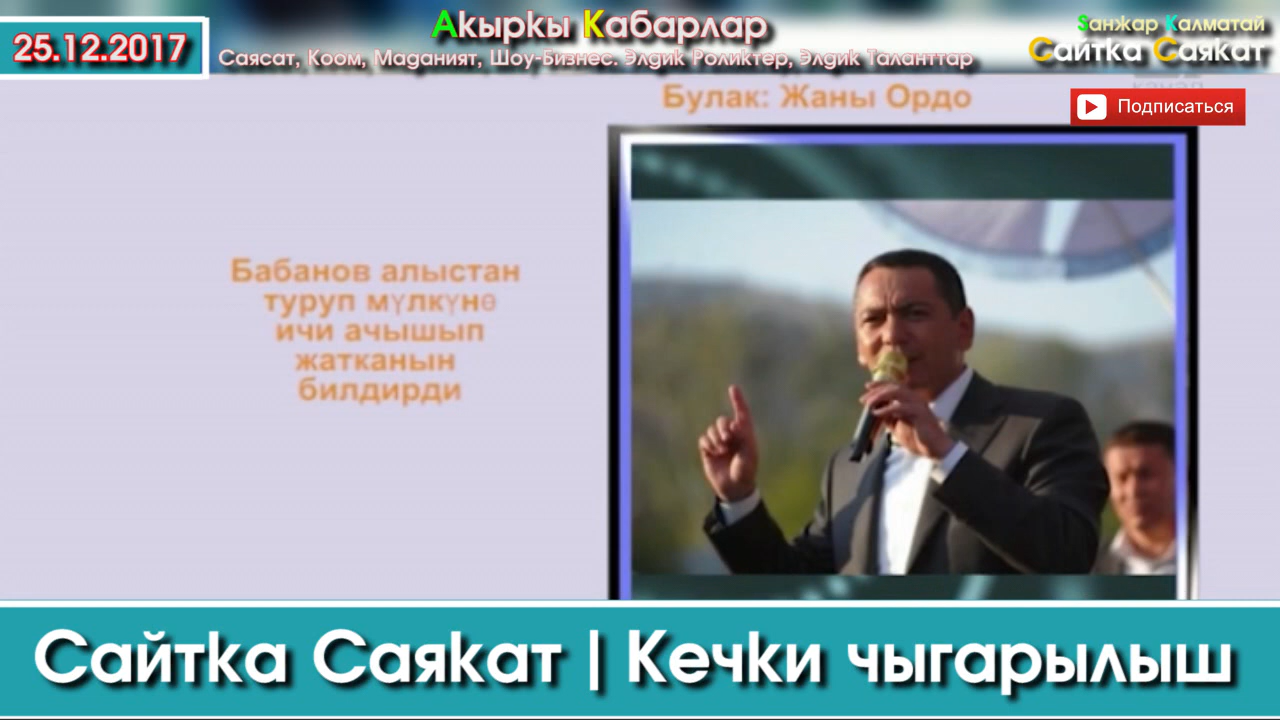 25.12.2017
Акыркы Кабарлар
Саясат, Коом, Маданият, Шоу-Бизнес. Элдик Роликтер, Элдик Таланттар
Санжар Калматай
Сайтка Саякат
канал
Подписаться
Булак: Жаны Ордо
Бабанов алыстан
туруп мүлкүнө
ичи ачышып
жатканын
билдирди
Сайтка Саякат | Кечки чыгарылыш